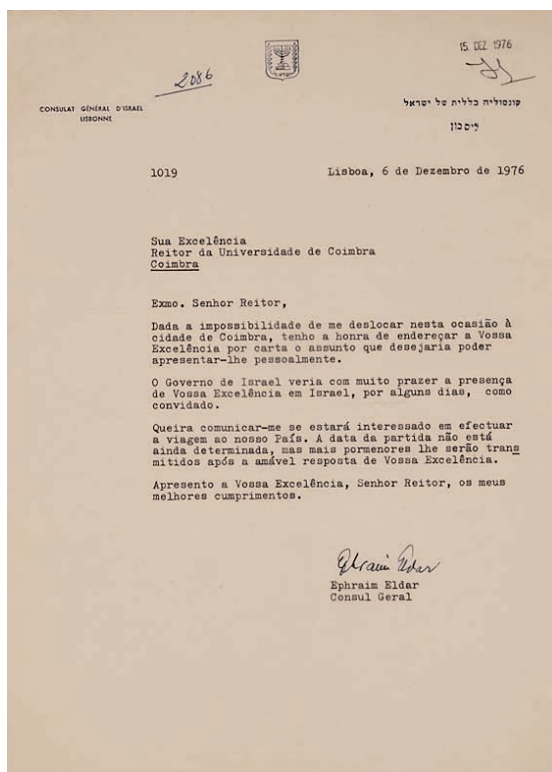 15. DEZ. 1976
2086
CONSULAT GÉNÉRAL D'ISRAEL
LISBONNE
קונסוליה כללית של ישראל
ליסבון
1019
Lisboa, 6 de Dezembro de 1976
Sua Excelência
Reitor da Universidade de Coimbra
Coimbra
Exmo. Senhor Reitor,
Dada a impossibilidade de me deslocar nesta ocasião à
cidade de Coimbra, tenho a honra de endereçar a Vossa
Excelência por carta o assunto que desejaria poder
apresentar-lhe pessoalmente.
O Governo de Israel veria com muito prazer a presença
de Vossa Excelência em Israel, por alguns dias, como
convidado.
Queira comunicar-me se estará interessado em efectuar
a viagem ao nosso País. A data da partida não está
ainda determinada, mas mais pormenores lhe serão trans
mitidos após a amável resposta de Vossa Excelência.
Apresento a Vossa Excelência, Senhor Reitor, os meus
melhores cumprimentos.
Ephraim Eldar
Ephraim Eldar
Consul Geral